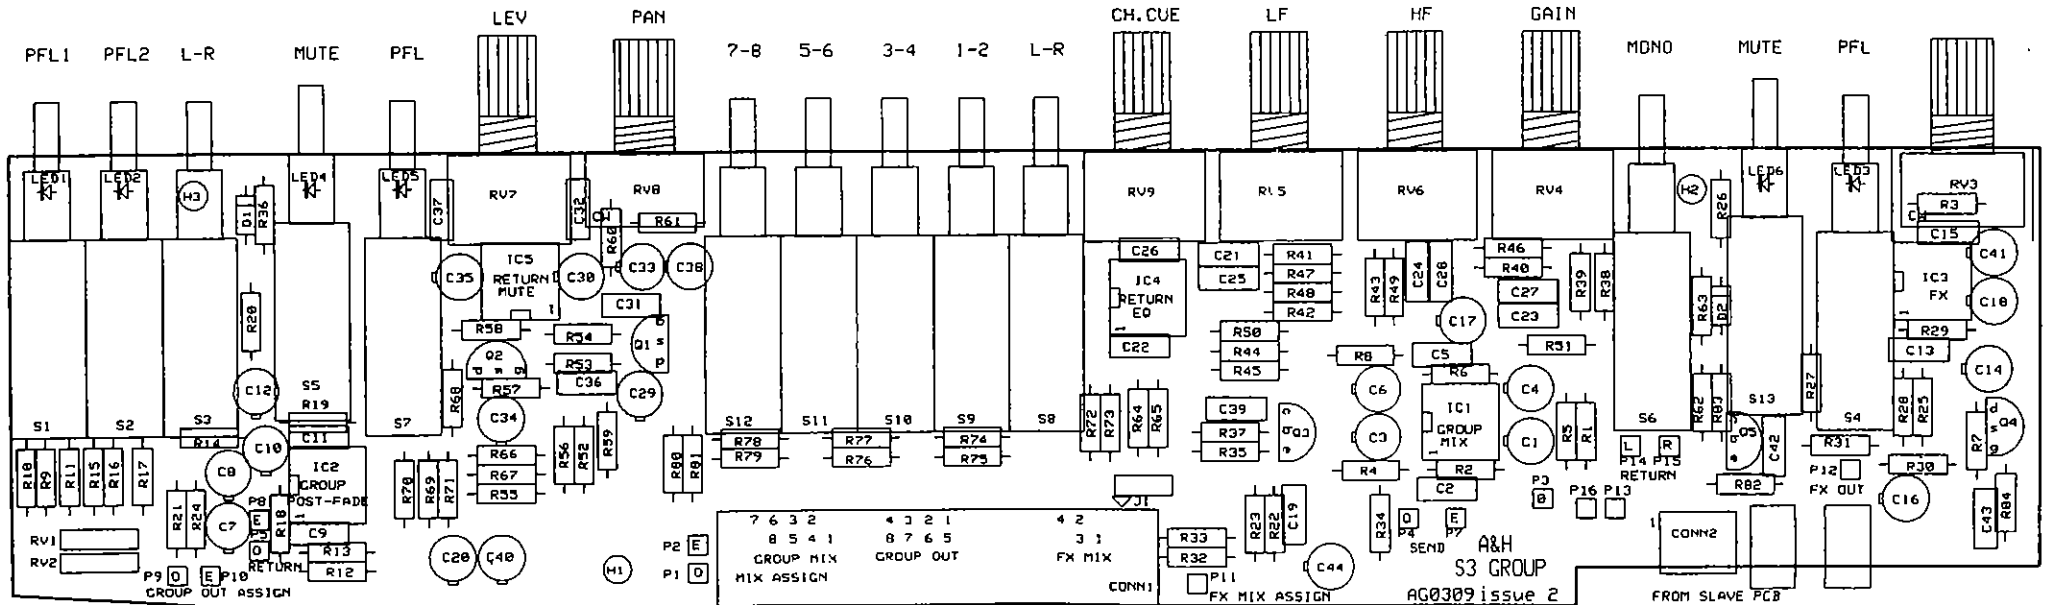 LEV PAN CH.CUE LF HF GAIN
PFL1 PFL2 L-R MUTE PFL 7-8 5-6 3-4 1-2 L-R MONO MUTE PFL
LED1 LED2 H3 D1 R36 LED4 LED5 C37 RV7 C32 RV8 R61 R60 RV9 RV5 RV6 RV4 H2 R26 LED6 LED3 RV3 R3 CW C15
C35 IC5 RETURN MUTE 1 C30 C33 C38 C31 C26 IC4 RETURN EQ 1 C22 C21 C25 R41 R47 R48 R42 R43 R49 C24 C28 R46 R40 C27 C23 R39 R38 R63 D2 IC3 FX 1 C41 C18
R20 R58 R54 Q1 g s d R50 R44 R45 C17 R51 R29 C13
C12 S5 R19 C11 R68 Q2 d s g R57 R53 C36 C29 C34 R8 C5 R6 C6 C4 R27 C14
S1 S2 S3 R14 C10 S7 S12 S11 S10 S9 S8 R72 R73 R64 R65 C39 R37 R35 Q3 c b e C3 IC1 GROUP MIX C1 R5 R1 S6 R62 R83 S13 Q5 C42 S4 R28 R25 R7 Q4 d s g
R10 R9 R11 R15 R16 R17 C8 IC2 GROUP POST-FADE 1 R70 R69 R71 R66 R67 R55 R56 R52 R59 R80 R81 R78 R79 R77 R76 R74 R75 R4 R2 C2 L R P14 P15 RETURN R82 R31 P12 FX OUT R30 C16
R21 R24 C7 P8 E P5 O R18 C9 R13 R12 RETURN J1 R23 R22 C19 R34 O P4 SEND E P7 P3 0 P16 P13 C43 R84
RV1
RV2
P9 O E P10
GROUP OUT ASSIGN
C20 C40 H1 P2 E
P1 O
7 6 3 2 4 3 2 1 4 2
8 5 4 1 8 7 6 5 3 1
GROUP MIX GROUP OUT FX MIX
MIX ASSIGN CONN1
R33
R32
P11
FX MIX ASSIGN
C44
A&H
S3 GROUP
AG0309 issue 2
1 CONN2
FROM SLAVE PCB